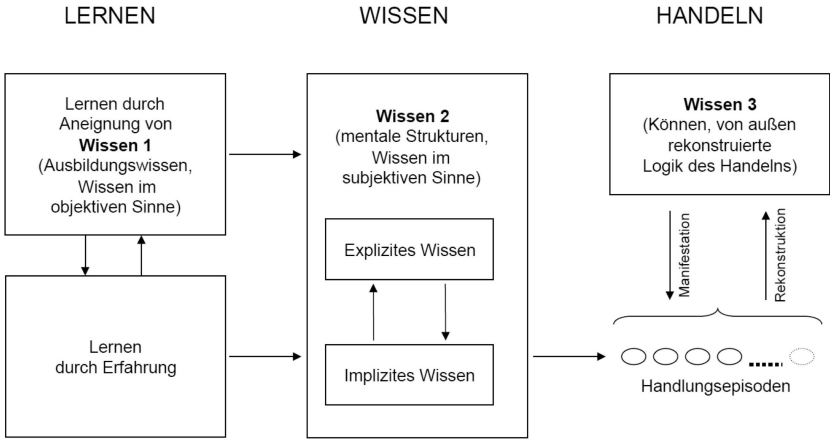 LERNEN
WISSEN
HANDELN
Lernen durch
Aneignung von
Wissen 1
(Ausbildungswissen,
Wissen im
objektiven Sinne)
Lernen
durch Erfahrung
Wissen 2
(mentale Strukturen,
Wissen im
subjektiven Sinne)
Explizites Wissen
Implizites Wissen
Wissen 3
(Können, von außen
rekonstruierte
Logik des Handelns)
Manifestation
Rekonstruktion
Handlungsepisoden